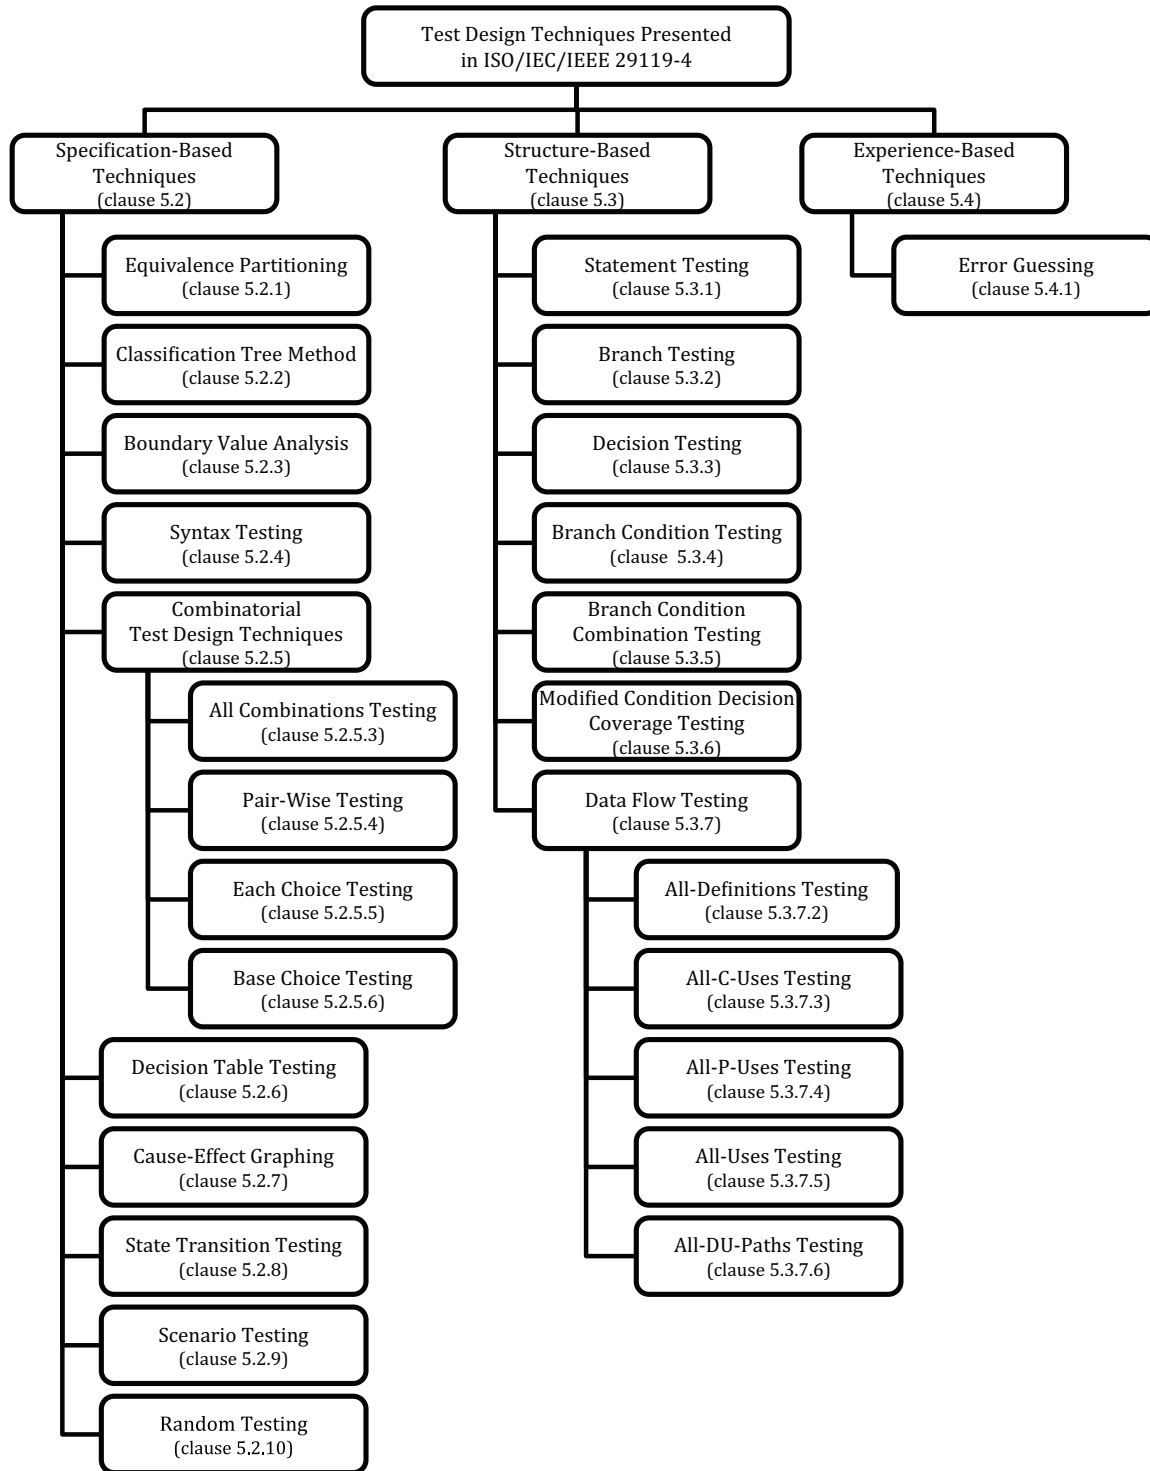 Test Design Techniques Presented
in ISO/IEC/IEEE 29119-4
Specification-Based
Techniques
(clause 5.2)
Equivalence Partitioning
(clause 5.2.1)
Classification Tree Method
(clause 5.2.2)
Boundary Value Analysis
(clause 5.2.3)
Syntax Testing
(clause 5.2.4)
Combinatorial
Test Design Techniques
(clause 5.2.5)
All Combinations Testing
(clause 5.2.5.3)
Pair-Wise Testing
(clause 5.2.5.4)
Each Choice Testing
(clause 5.2.5.5)
Base Choice Testing
(clause 5.2.5.6)
Decision Table Testing
(clause 5.2.6)
Cause-Effect Graphing
(clause 5.2.7)
State Transition Testing
(clause 5.2.8)
Scenario Testing
(clause 5.2.9)
Random Testing
(clause 5.2.10)
Structure-Based
Techniques
(clause 5.3)
Statement Testing
(clause 5.3.1)
Branch Testing
(clause 5.3.2)
Decision Testing
(clause 5.3.3)
Branch Condition Testing
(clause 5.3.4)
Branch Condition
Combination Testing
(clause 5.3.5)
Modified Condition Decision
Coverage Testing
(clause 5.3.6)
Data Flow Testing
(clause 5.3.7)
All-Definitions Testing
(clause 5.3.7.2)
All-C-Uses Testing
(clause 5.3.7.3)
All-P-Uses Testing
(clause 5.3.7.4)
All-Uses Testing
(clause 5.3.7.5)
All-DU-Paths Testing
(clause 5.3.7.6)
Experience-Based
Techniques
(clause 5.4)
Error Guessing
(clause 5.4.1)